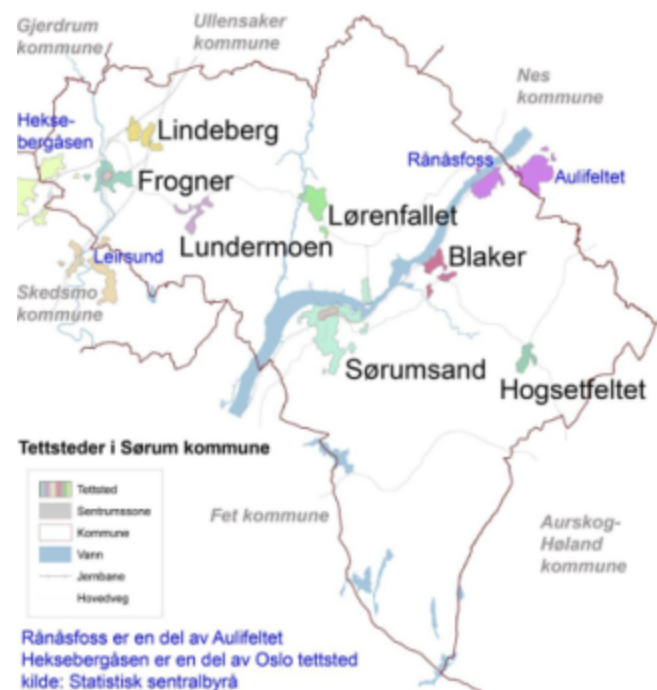 Gjerdrum
kommune
Ullensaker
kommune
Nes
kommune
Hekse-
bergåsen
Lindeberg
Rånåsfoss
Aulifeltet
Frogner
Lørenfallet
Lundermoen
Leirsund
Blaker
Skedsmo
kommune
Sørumsand
Hogsetfeltet
Tettsteder i Sørum kommune
Tettsted
Sentrumssone
Kommune
Vann
Jernbane
Hovedveg
Fet kommune
Aurskog-
Høland
kommune
Rånåsfoss er en del av Aulifeltet
Heksebergåsen er en del av Oslo tettsted
kilde: Statistisk sentralbyrå